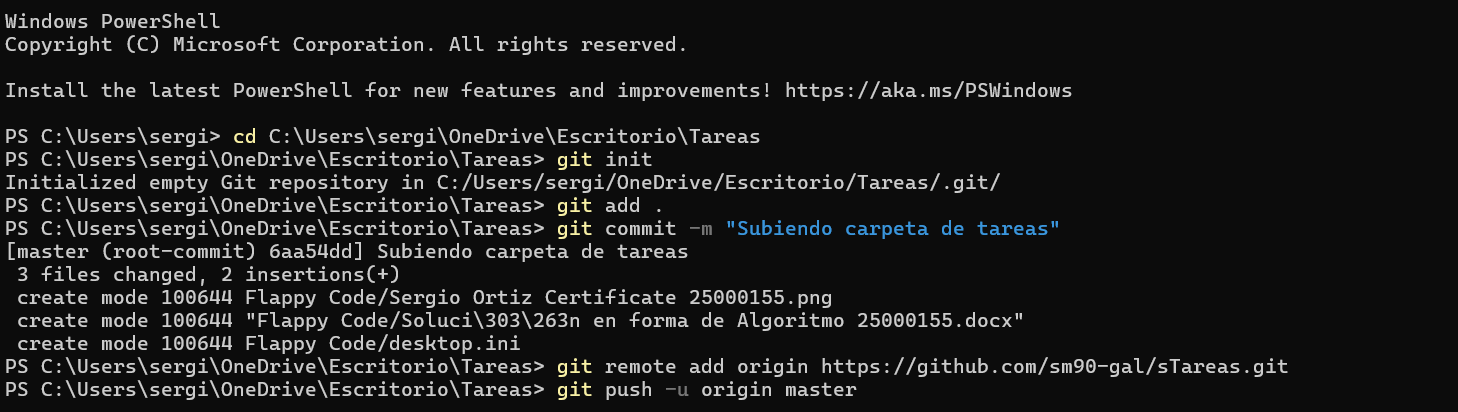 Windows PowerShell
Copyright (C) Microsoft Corporation. All rights reserved.
Install the latest PowerShell for new features and improvements! https://aka.ms/PSWindows
PS C:\Users\sergi> cd C:\Users\sergi\OneDrive\Escritorio\Tareas
PS C:\Users\sergi\OneDrive\Escritorio\Tareas> git init
Initialized empty Git repository in C:/Users/sergi/OneDrive/Escritorio/Tareas/.git/
PS C:\Users\sergi\OneDrive\Escritorio\Tareas> git add .
PS C:\Users\sergi\OneDrive\Escritorio\Tareas> git commit -m "Subiendo carpeta de tareas"
[master (root-commit) 6aa54dd] Subiendo carpeta de tareas
 3 files changed, 2 insertions(+)
 create mode 100644 Flappy Code/Sergio Ortiz Certificate 25000155.png
 create mode 100644 "Flappy Code/Soluci\303\263n en forma de Algoritmo 25000155.docx"
 create mode 100644 Flappy Code/desktop.ini
PS C:\Users\sergi\OneDrive\Escritorio\Tareas> git remote add origin https://github.com/sm90-gal/sTareas.git
PS C:\Users\sergi\OneDrive\Escritorio\Tareas> git push -u origin master